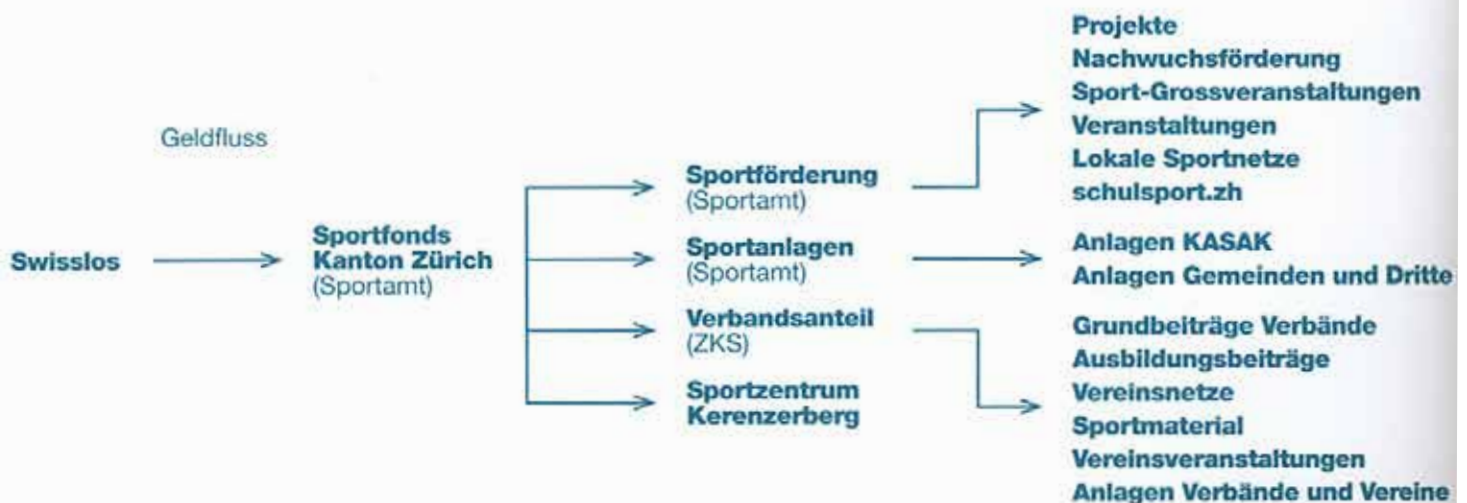 Geldfluss
Swisslos
Sportfonds
Kanton Zürich
(Sportamt)
Sportförderung
(Sportamt)
Sportanlagen
(Sportamt)
Verbandsanteil
(ZKS)
Sportzentrum
Kerenzerberg
Projekte
Nachwuchsförderung
Sport-Grossveranstaltungen
Veranstaltungen
Lokale Sportnetze
schulsport.zh
Anlagen KASAK
Anlagen Gemeinden und Dritte
Grundbeiträge Verbände
Ausbildungsbeiträge
Vereinsnetze
Sportmaterial
Vereinsveranstaltungen
Anlagen Verbände und Vereine